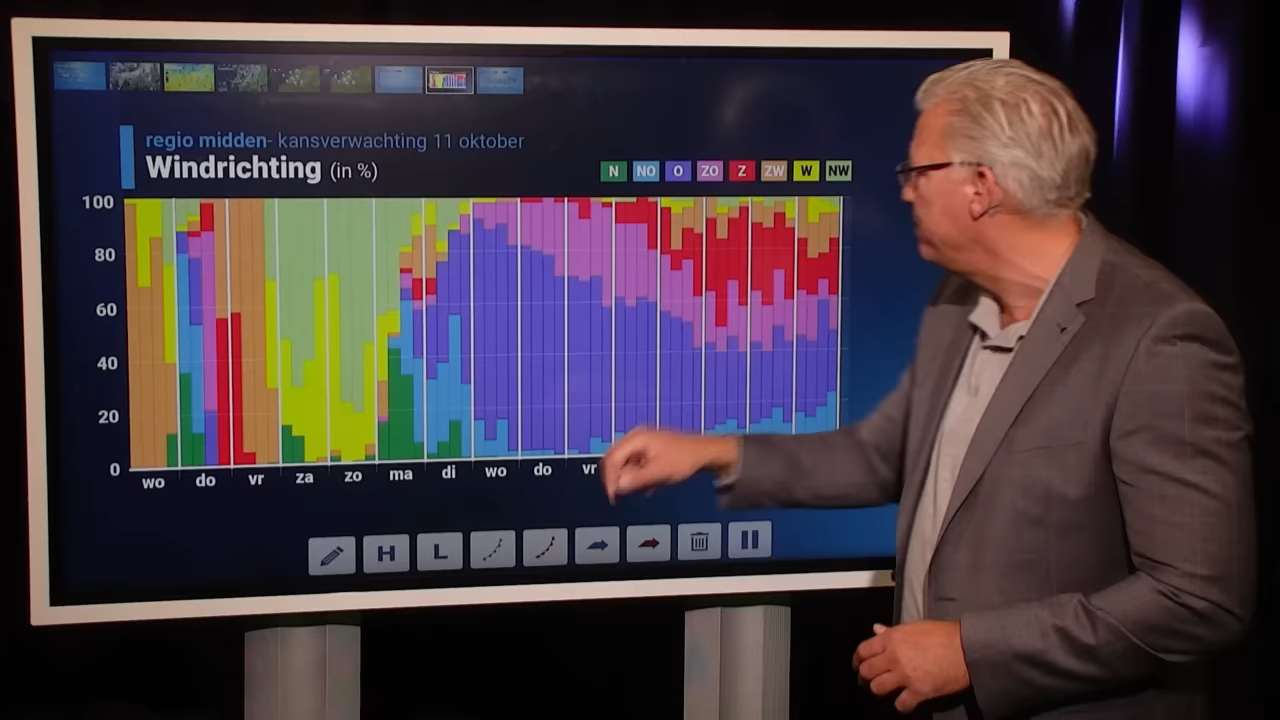 regio midden- kansverwachting 11 oktober
Windrichting (in %)
N NO O ZO Z ZW W NW
100
80
60
40
20
0
wo do vr za zo ma di wo do vr
H L